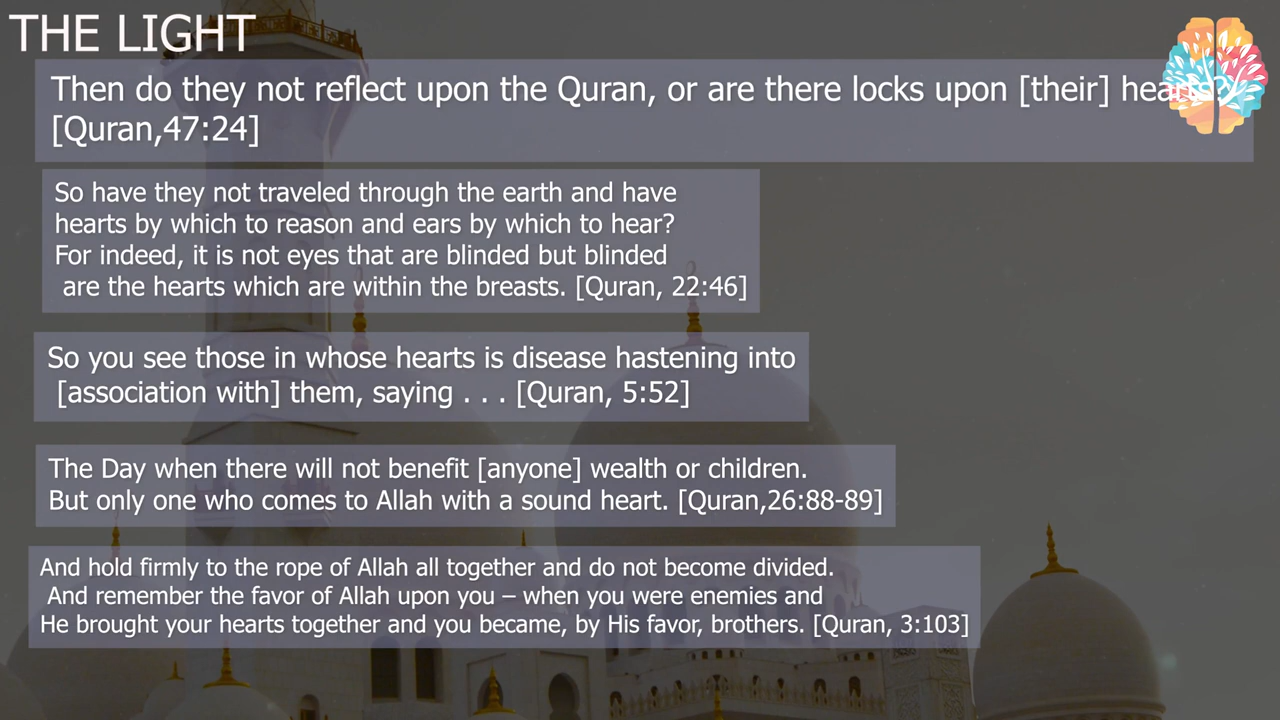 THE LIGHT
Then do they not reflect upon the Quran, or are there locks upon [their] hearts?
[Quran,47:24]
So have they not traveled through the earth and have
hearts by which to reason and ears by which to hear?
For indeed, it is not eyes that are blinded but blinded
are the hearts which are within the breasts. [Quran, 22:46]
So you see those in whose hearts is disease hastening into
[association with] them, saying . . . [Quran, 5:52]
The Day when there will not benefit [anyone] wealth or children.
But only one who comes to Allah with a sound heart. [Quran,26:88-89]
And hold firmly to the rope of Allah all together and do not become divided.
And remember the favor of Allah upon you – when you were enemies and
He brought your hearts together and you became, by His favor, brothers. [Quran, 3:103]